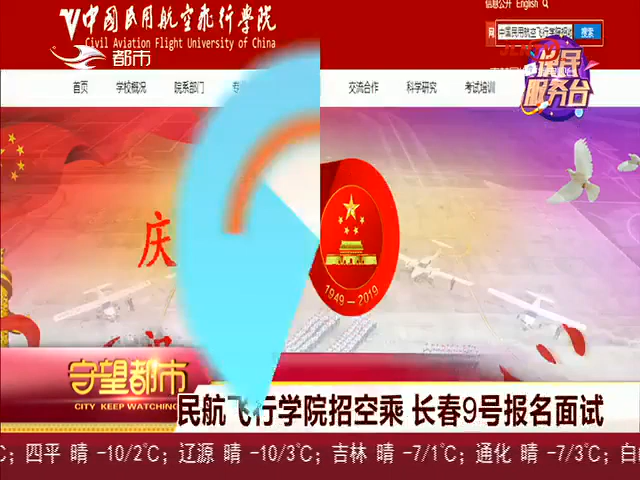 信息公开 English
中国民用航空飞行学院
Civil Aviation Flight University of China
搜索
都市
民
服务台
首页 学校概况 院系部门 交流合作 科学研究 考试培训
庆
1949－2019
守望都市
CITY KEEP WATCHING
民航飞行学院招空乘 长春9号报名面试
C；四平 晴 -10/2℃；辽源 晴 -10/3℃；吉林 晴 -7/1℃；通化 晴 -7/3℃；白